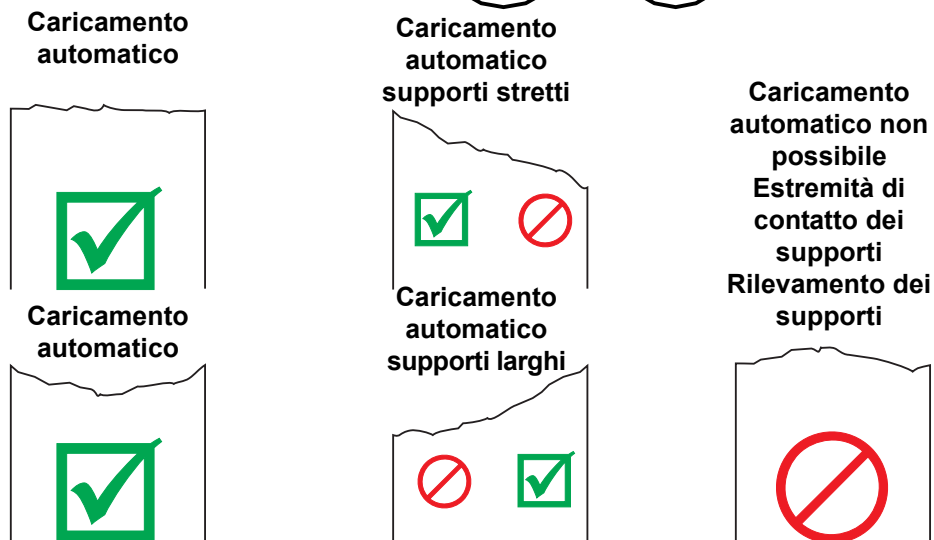 Caricamento
automatico
Caricamento
automatico
supporti stretti
Caricamento
automatico non
possibile
Estremità di
contatto dei
supporti
Rilevamento dei
supporti
Caricamento
automatico
Caricamento
automatico
supporti larghi